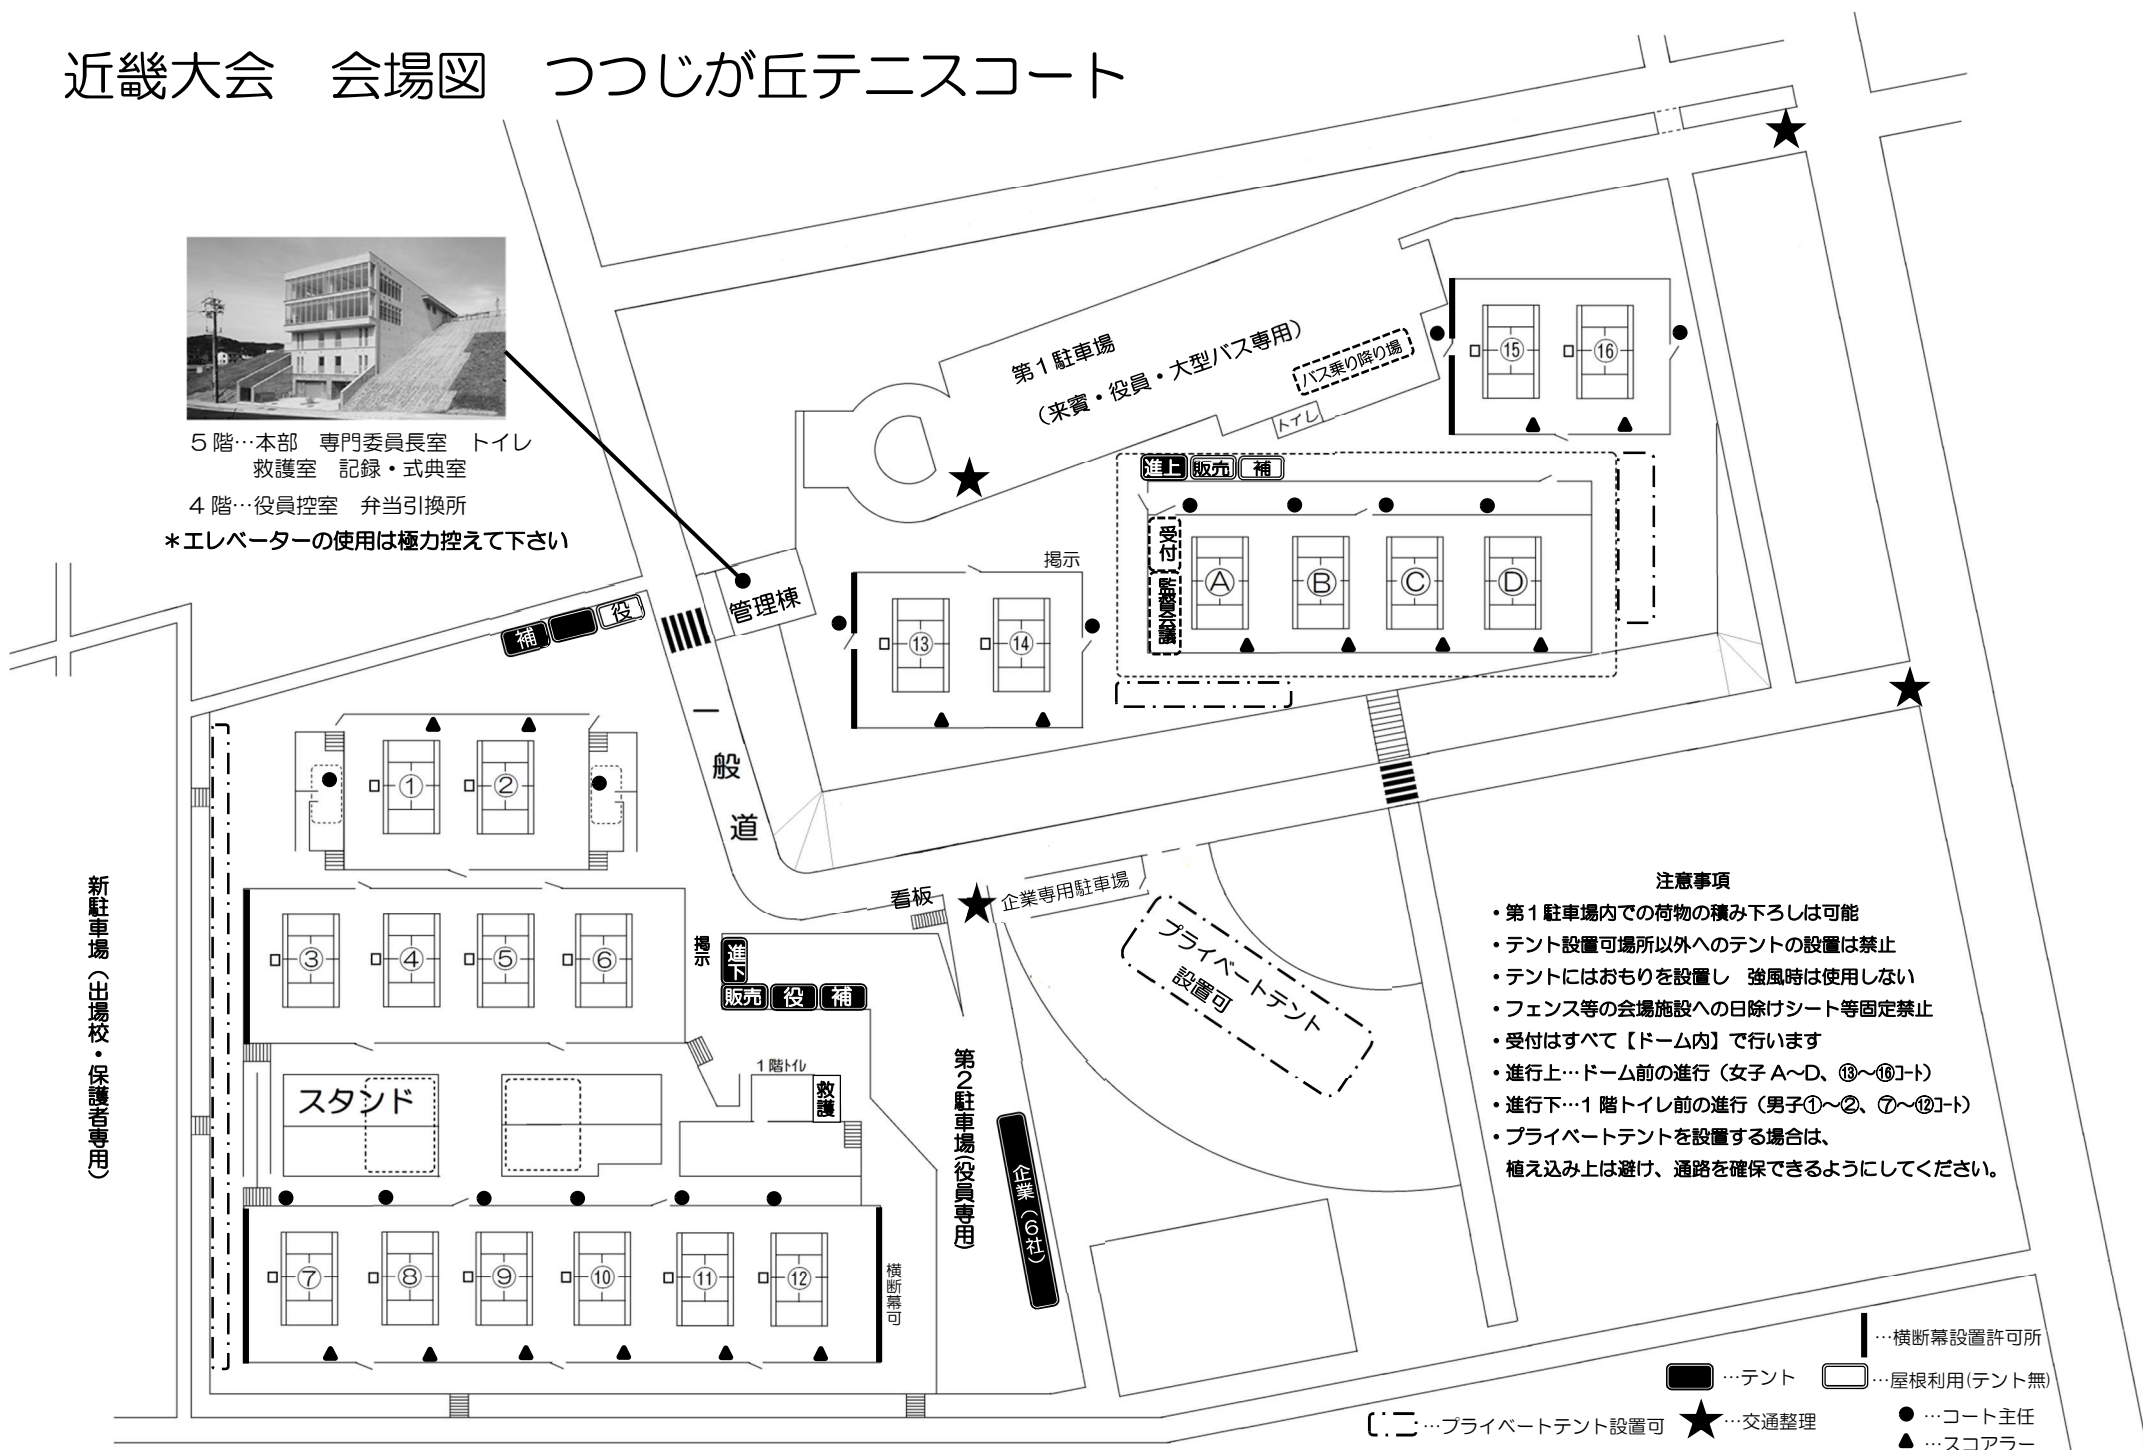 近畿大会　会場図　つつじが丘テニスコート
5階…本部　専門委員長室　トイレ
救護室　記録・式典室
4階…役員控室　弁当引換所
＊エレベーターの使用は極力控えて下さい
管理棟
補
役
一般道
第1駐車場
（来賓・役員・大型バス専用）
バス乗り降り場
トイレ
⑮
⑯
進上
販売
補
受付
監督会議
Ⓐ
Ⓑ
Ⓒ
Ⓓ
掲示
⑬
⑭
①
②
新駐車場（出場校・保護者専用）
③
④
⑤
⑥
掲示
進下
販売
役
補
看板
企業専用駐車場
プライベートテント
設置可
スタンド
1階トイレ
救護
第2駐車場(役員専用)
企業（6社）
⑦
⑧
⑨
⑩
⑪
⑫
横断幕可
注意事項
・第1駐車場内での荷物の積み下ろしは可能
・テント設置可場所以外へのテントの設置は禁止
・テントにはおもりを設置し　強風時は使用しない
・フェンス等の会場施設への日除けシート等固定禁止
・受付はすべて【ドーム内】で行います
・進行上…ドーム前の進行（女子A～D、⑬～⑯コート）
・進行下…1階トイレ前の進行（男子①～②、⑦～⑫コート）
・プライベートテントを設置する場合は、
植え込み上は避け、通路を確保できるようにしてください。
…横断幕設置許可所
…テント
…屋根利用(テント無)
…プライベートテント設置可
…交通整理
…コート主任
…スコアラー